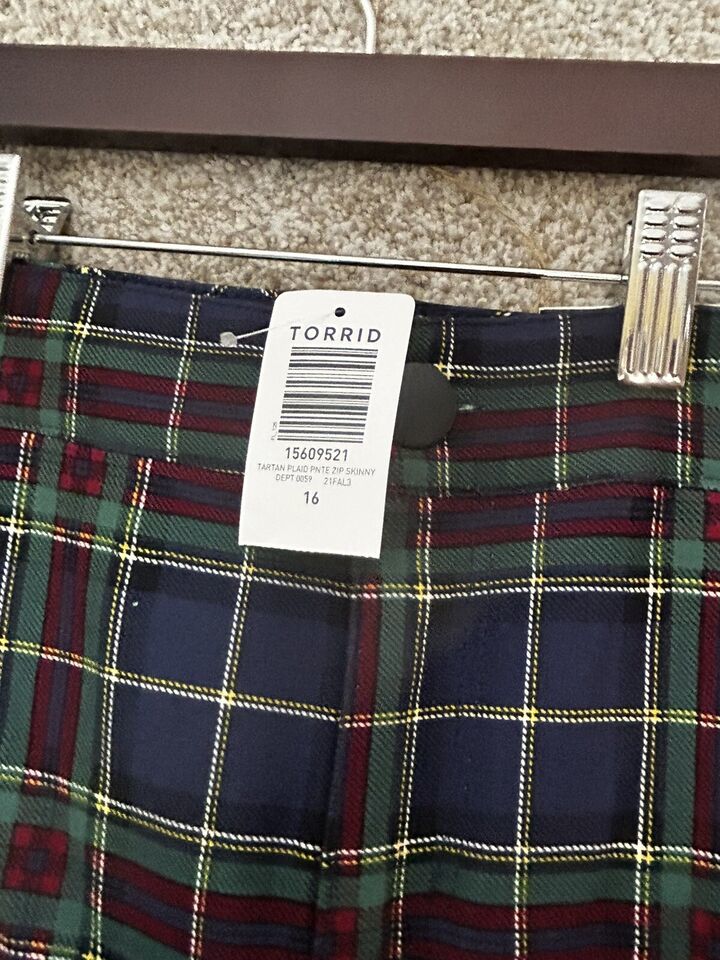 TORRID
15609521
TARTAN PLAID PNTE ZIP SKINNY
DEPT 0059 21FAL3
16